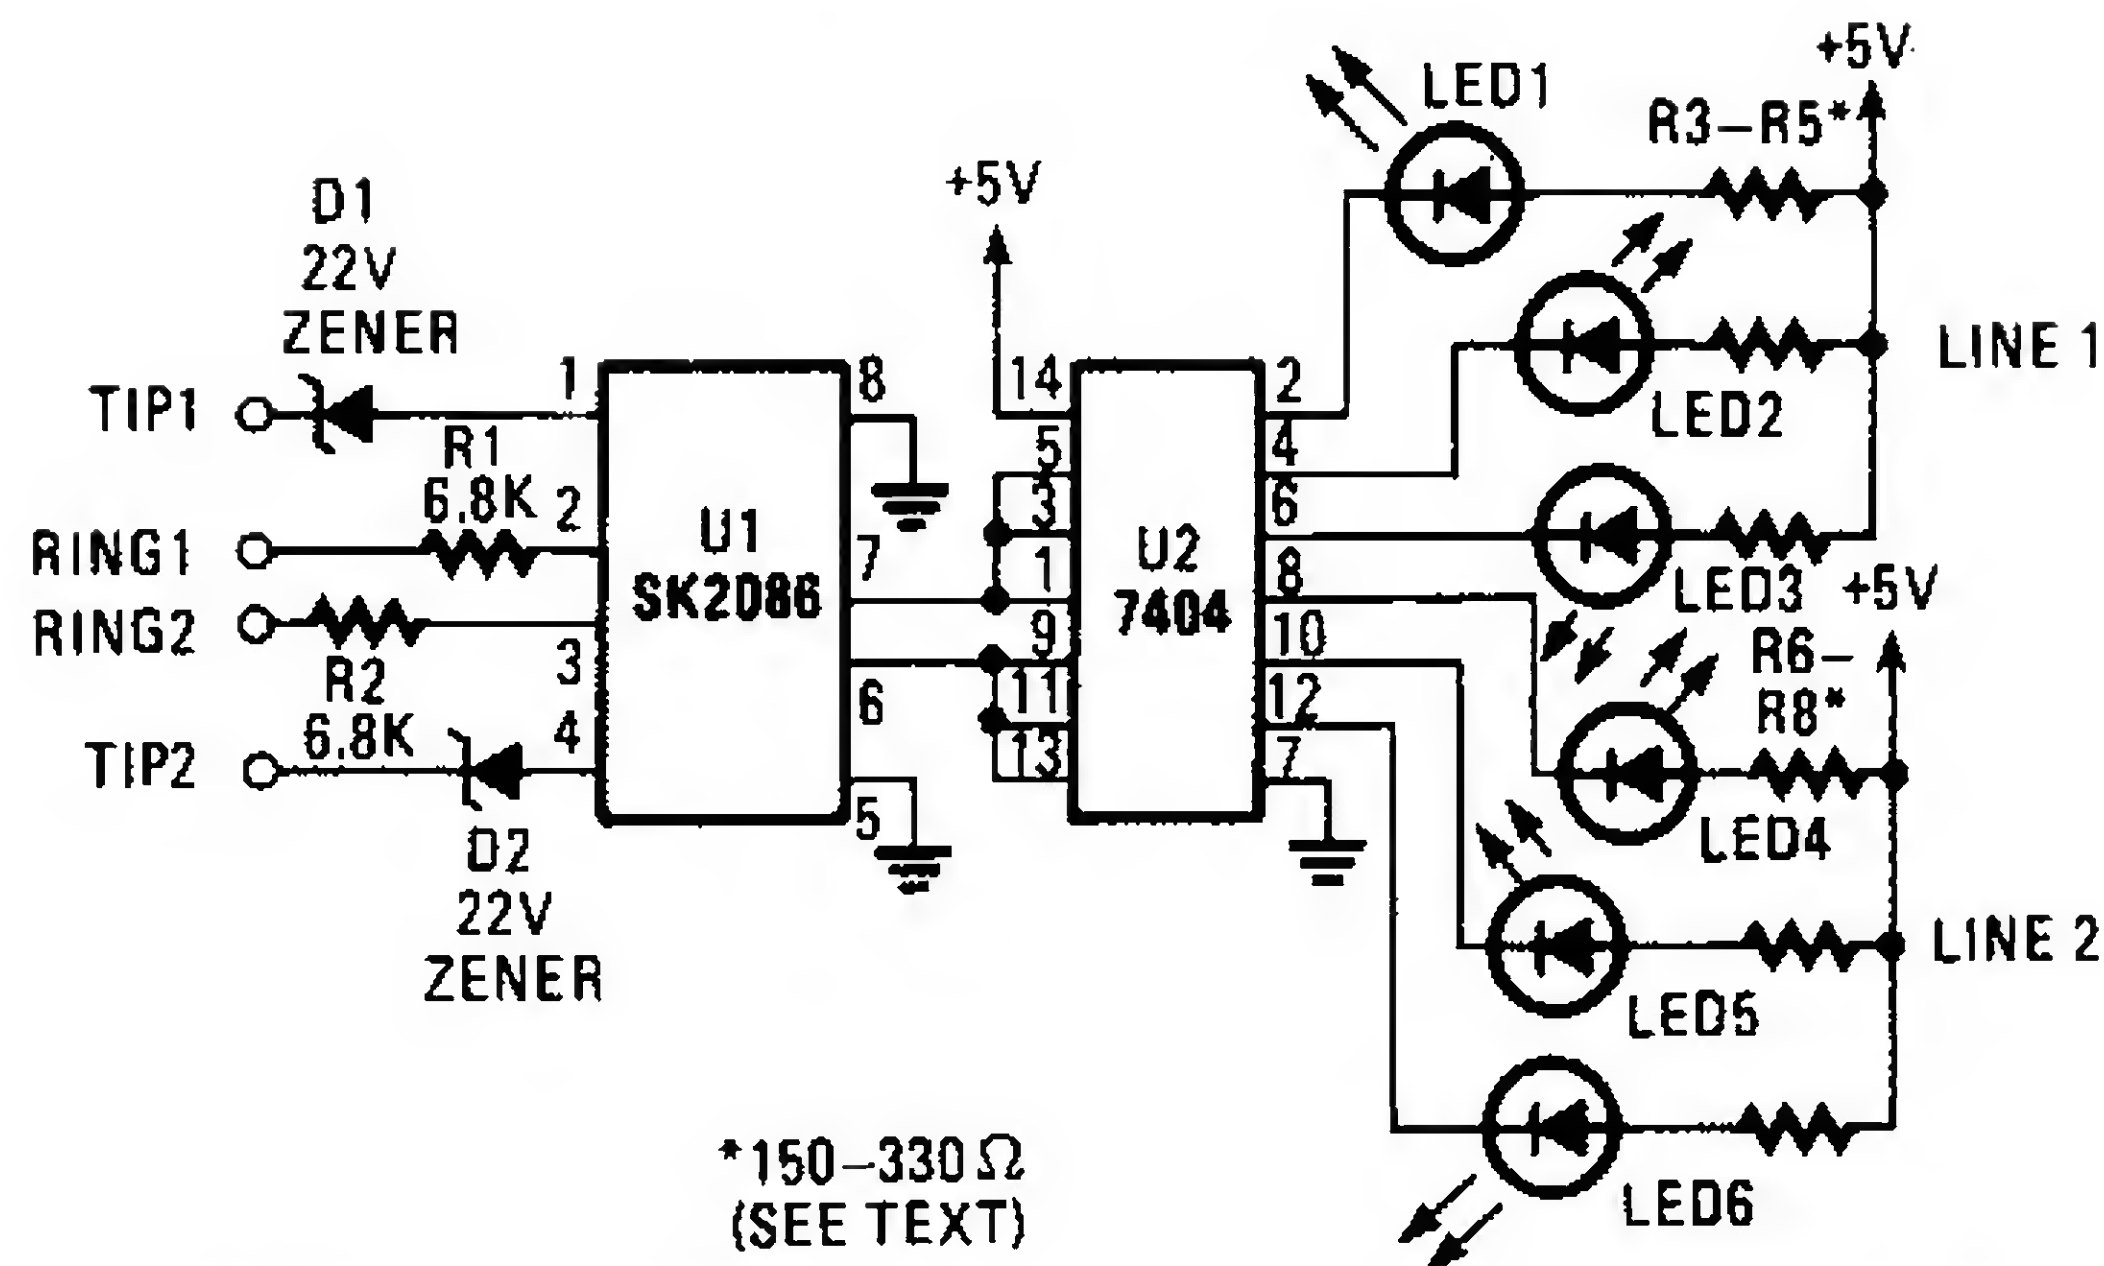 D1
22V
ZENER
TIP1
R1
6.8K
RING1
RING2
R2
6.8K
TIP2
D2
22V
ZENER
1
2
3
4
U1
SK2086
8
7
6
5
+5V
14
5
3
1
9
11
13
U2
7404
2
4
6
8
10
12
7
LED1
R3–R5*
+5V
LED2
LINE 1
LED3
+5V
R6–
R8*
LED4
LED5
LINE 2
LED6
*150–330Ω
(SEE TEXT)